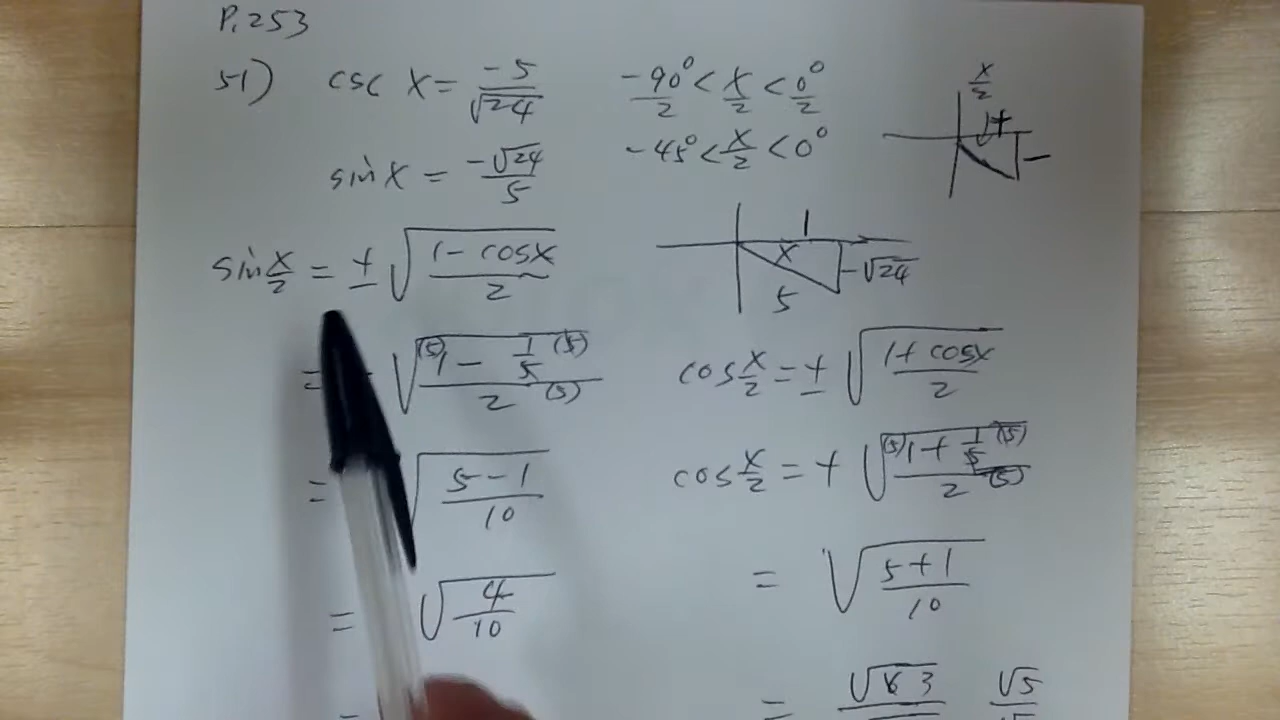 P.253
51) csc x = -5/√24
-90°/2 < x/2 < 0°/2
x/2
+
-
sin x = -√24/5
-45° < x/2 < 0°
1
x
-√24
5
sin x/2 = ± √((1 - cos x)/2)
= √(((5)1 - 1/5 (5))/(2 (5)))
= √((5 - 1)/10)
= √(4/10)
=
cos x/2 = ± √((1 + cos x)/2)
cos x/2 = + √(((5)1 + 1/5 (5))/(2 (5)))
= √((5 + 1)/10)
= √ 3 √5